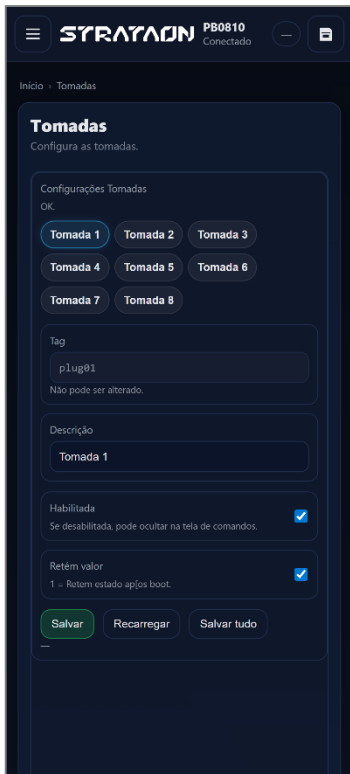 STRATAON
PB0810
Conectado
—
Início › Tomadas
Tomadas
Configura as tomadas.
Configurações Tomadas
OK.
Tomada 1 Tomada 2 Tomada 3
Tomada 4 Tomada 5 Tomada 6
Tomada 7 Tomada 8
Tag
plug01
Não pode ser alterado.
Descrição
Tomada 1
Habilitada
Se desabilitada, pode ocultar na tela de comandos.
Retém valor
1 = Retem estado ap[os boot.
Salvar Recarregar Salvar tudo
—